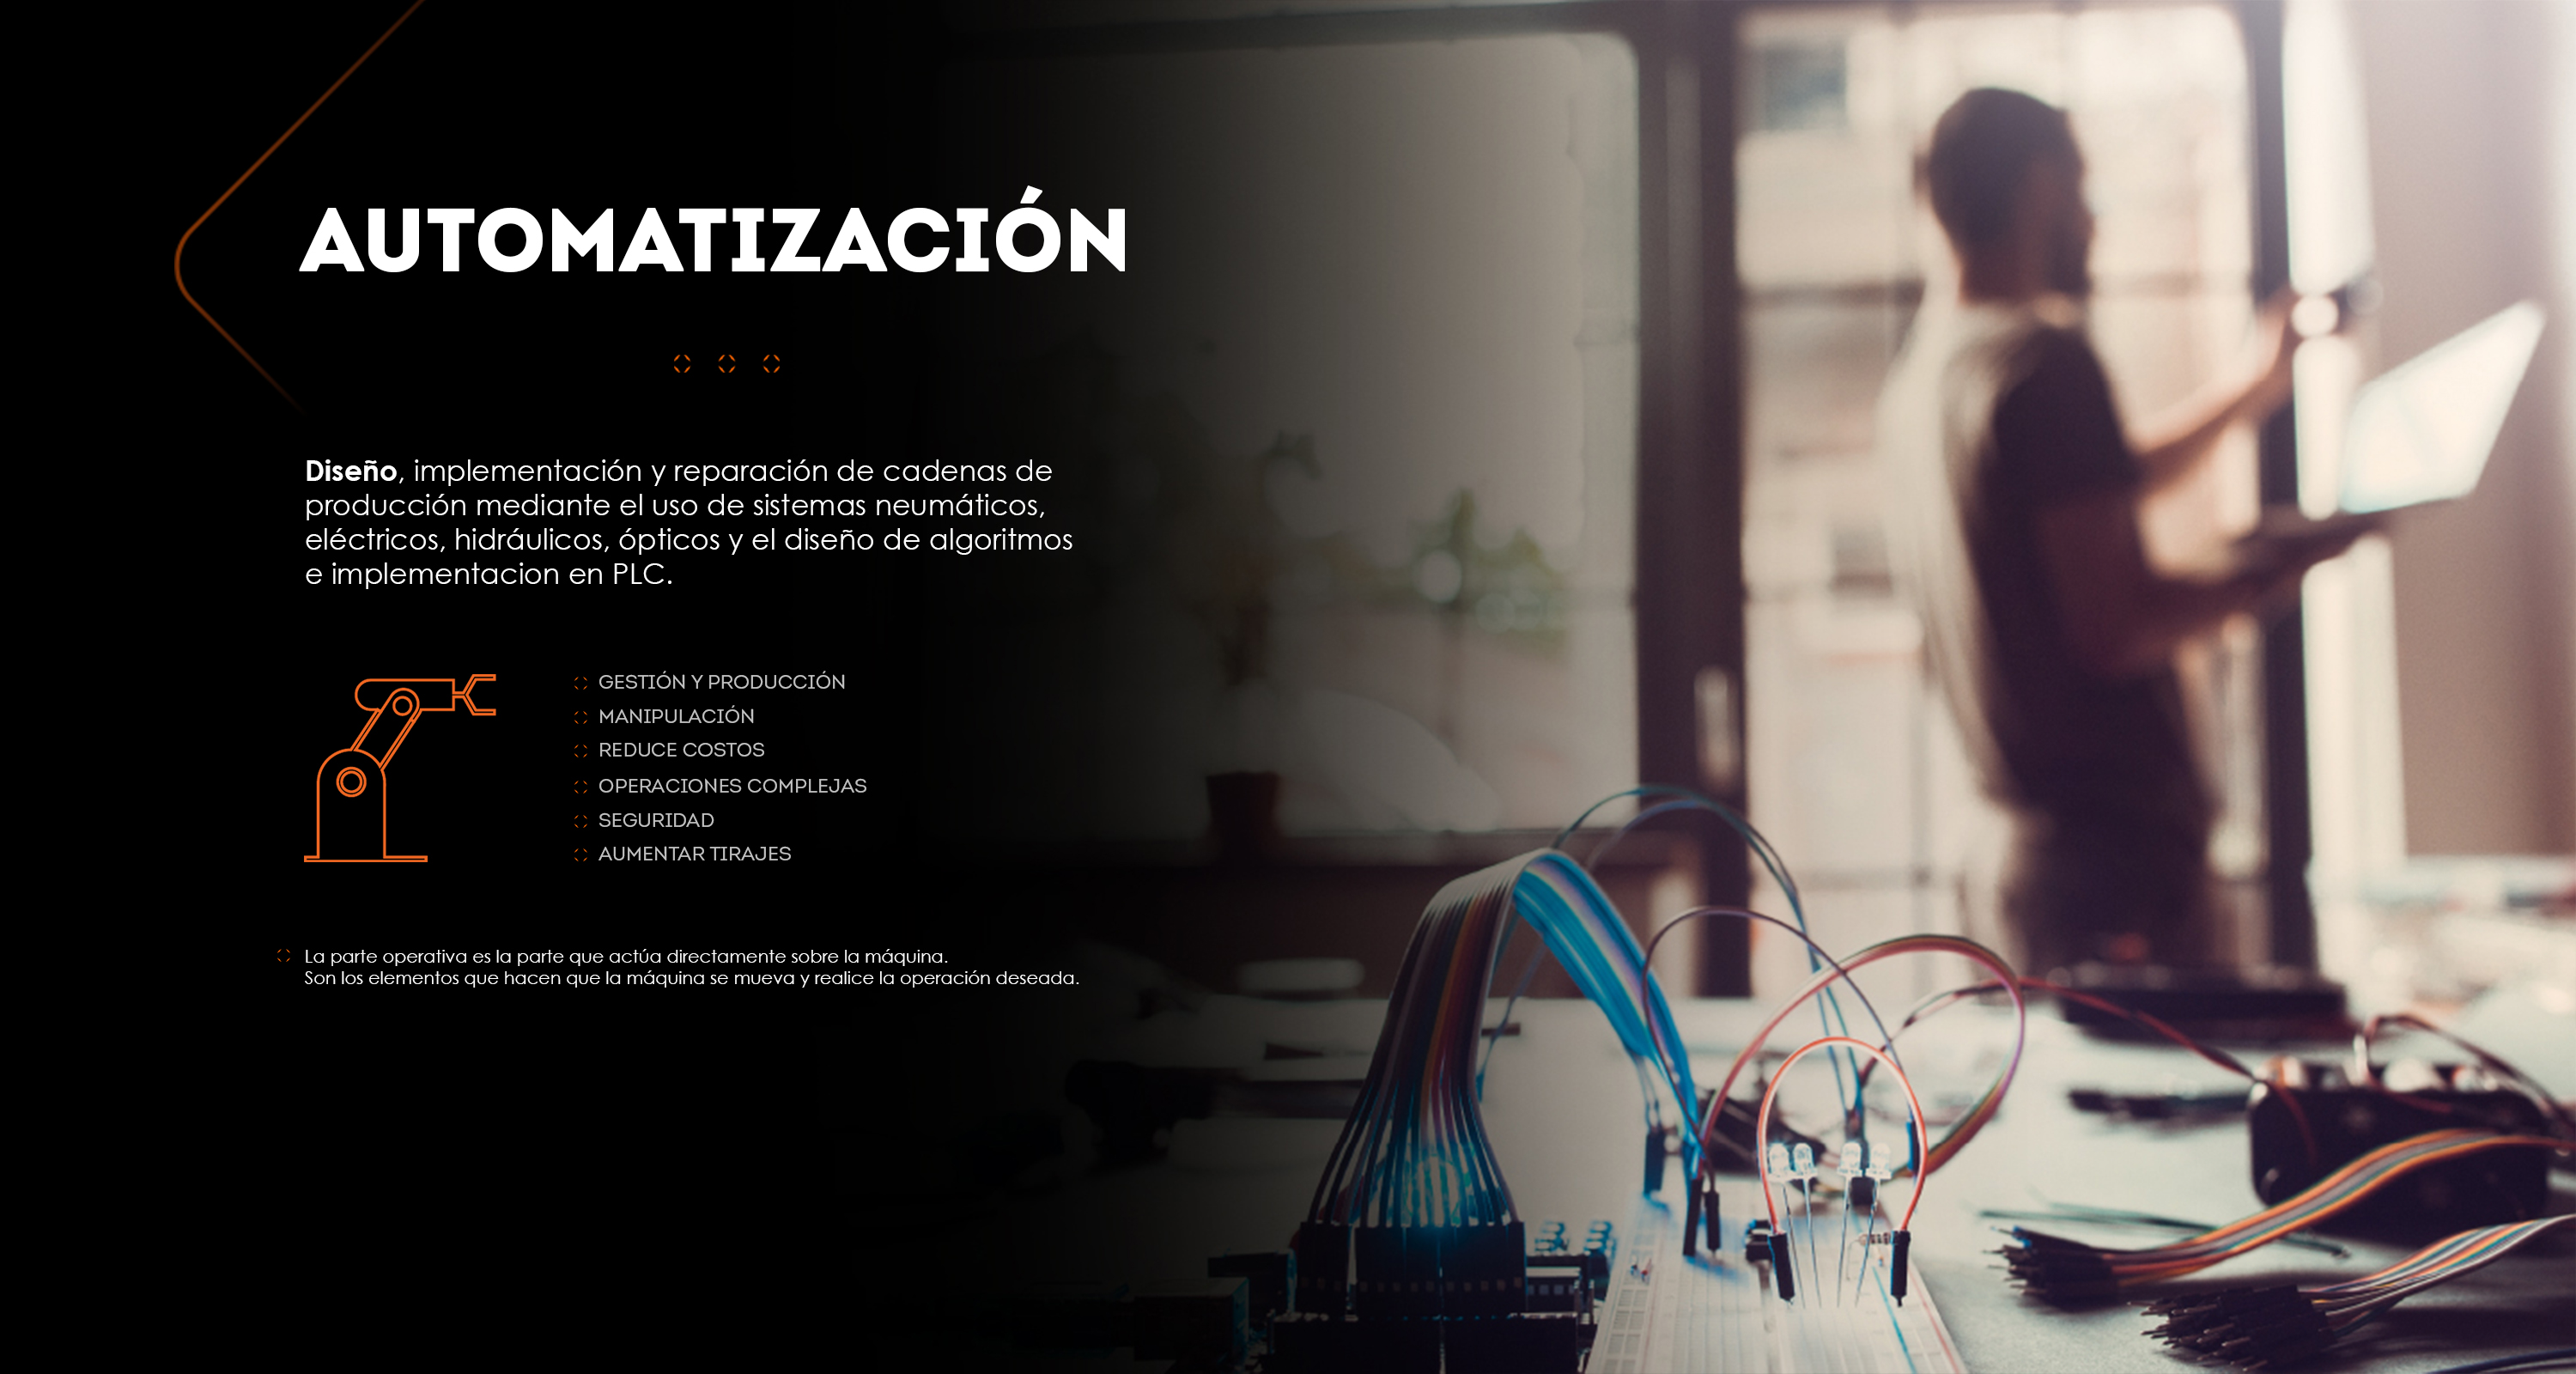 AUTOMATIZACIÓN
Diseño, implementación y reparación de cadenas de
producción mediante el uso de sistemas neumáticos,
eléctricos, hidráulicos, ópticos y el diseño de algoritmos
e implementacion en PLC.
GESTIÓN Y PRODUCCIÓN
MANIPULACIÓN
REDUCE COSTOS
OPERACIONES COMPLEJAS
SEGURIDAD
AUMENTAR TIRAJES
La parte operativa es la parte que actúa directamente sobre la máquina.
Son los elementos que hacen que la máquina se mueva y realice la operación deseada.